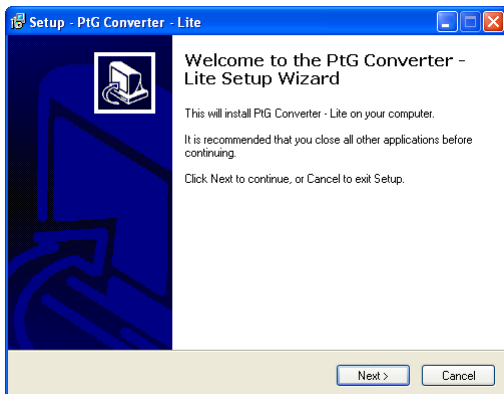 Setup - PtG Converter - Lite
Welcome to the PtG Converter -
Lite Setup Wizard
This will install PtG Converter - Lite on your computer.
It is recommended that you close all other applications before
continuing.
Click Next to continue, or Cancel to exit Setup.
Next >
Cancel